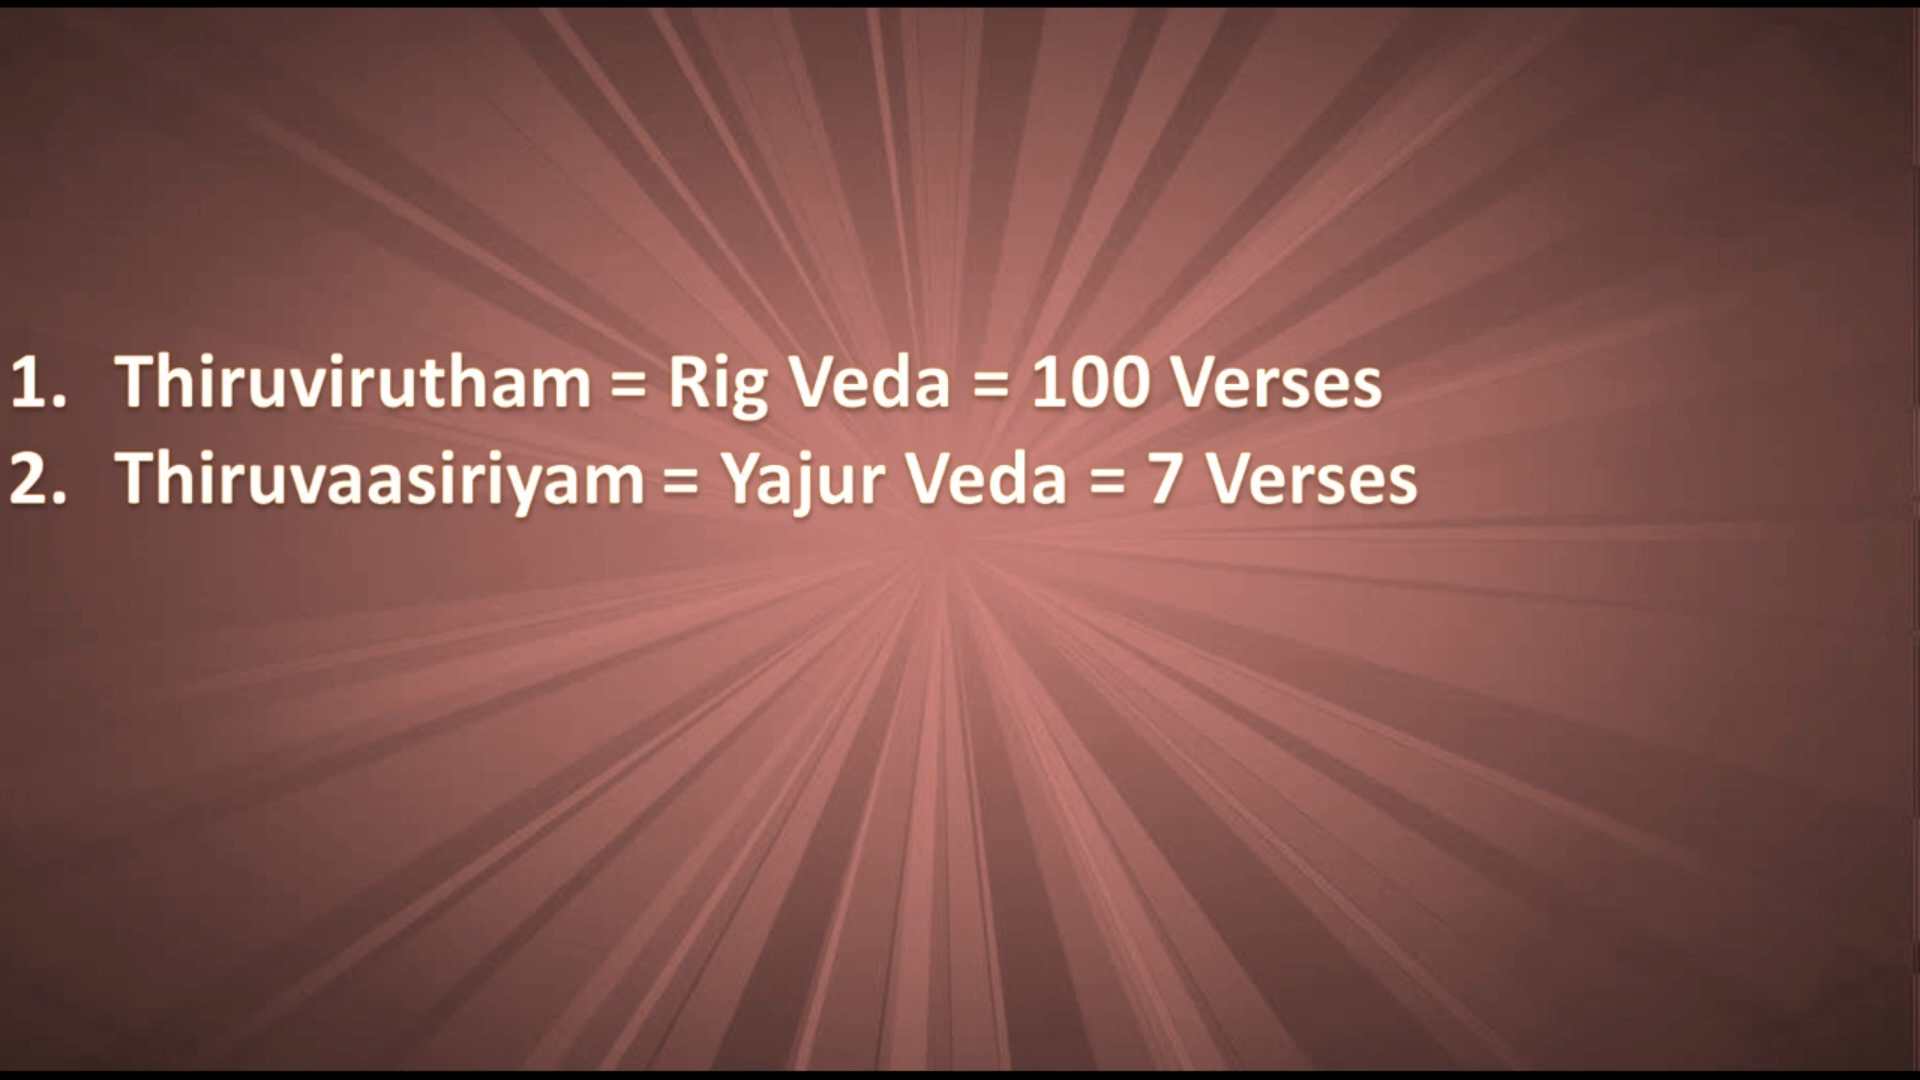 1. Thiruvirutham = Rig Veda = 100 Verses
2. Thiruvaasiriyam = Yajur Veda = 7 Verses